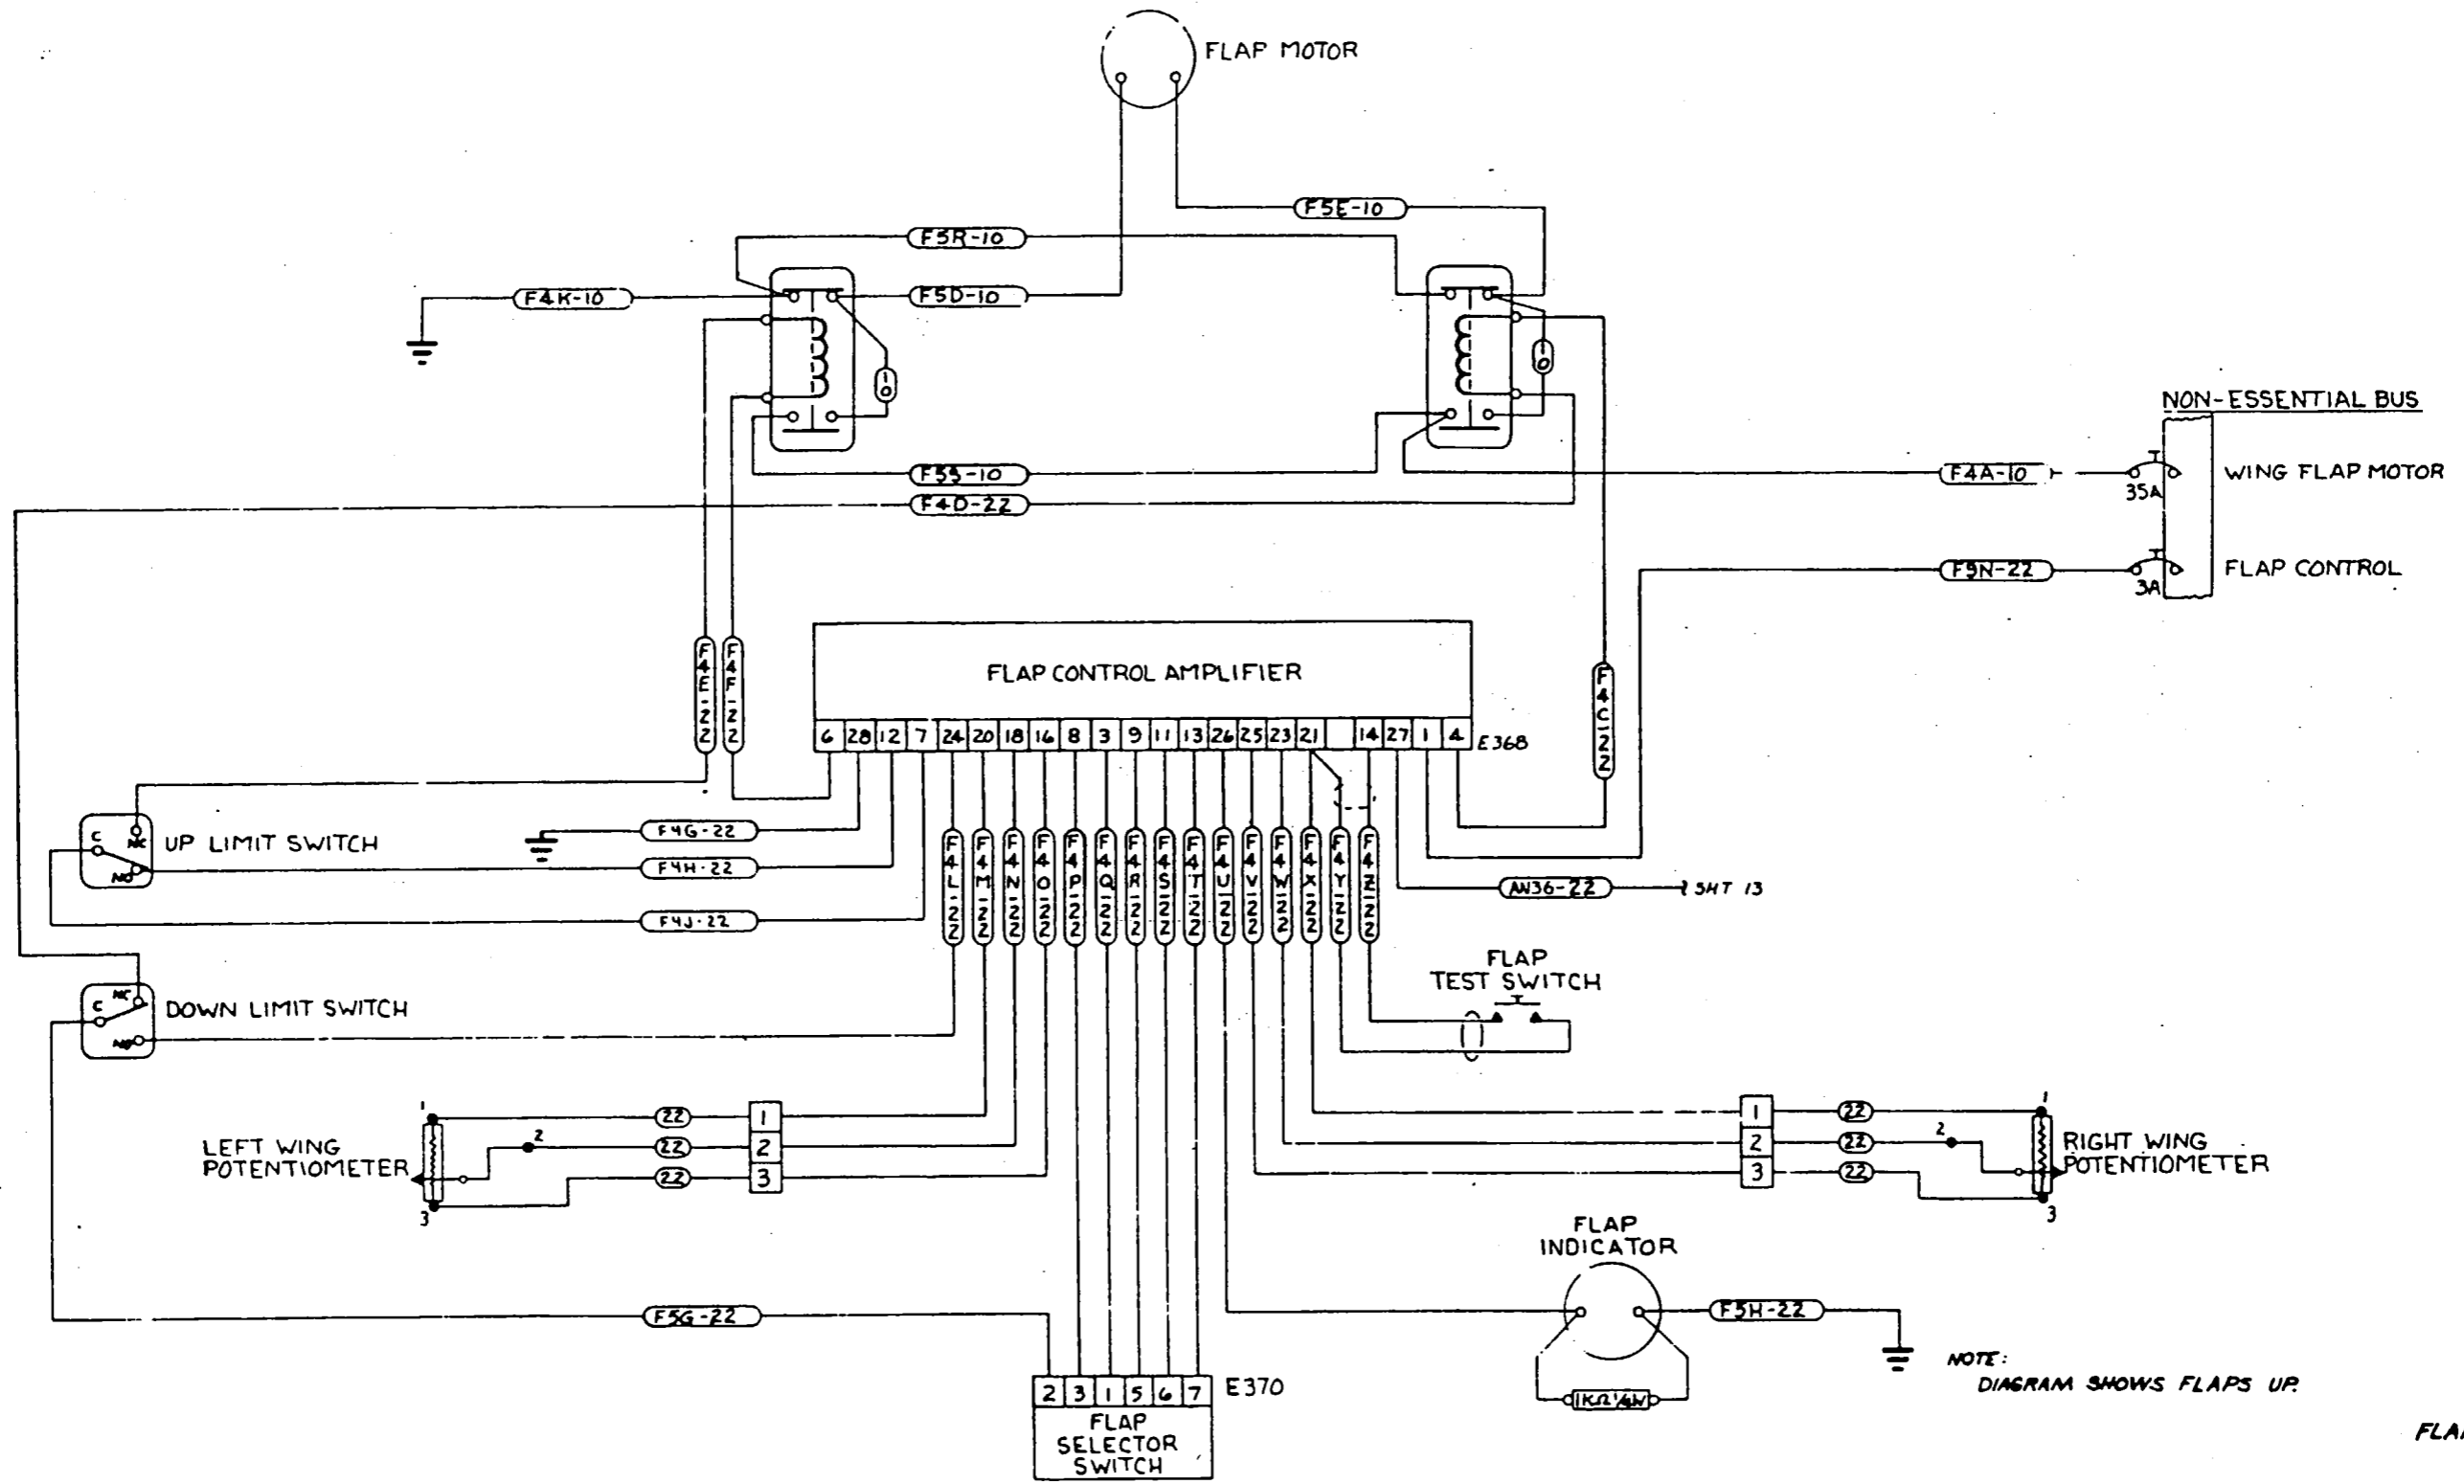 FLAP MOTOR
F5E-10
F5R-10
F4K-10
F5D-10
10
10
NON-ESSENTIAL BUS
F5S-10
F4A-10
35A
WING FLAP MOTOR
F4D-22
F9N-22
3A
FLAP CONTROL
F4E-22
F4F-22
FLAP CONTROL AMPLIFIER
F4C-22
6 28 12 7 24 20 18 16 8 3 9 11 13 26 25 23 21 14 27 1 4
E368
C
NC
NO
UP LIMIT SWITCH
F4G-22
F4H-22
F4J-22
F4L-22
F4M-22
F4N-22
F4O-22
F4P-22
F4Q-22
F4R-22
F4S-22
F4T-22
F4U-22
F4V-22
F4W-22
F4X-22
F4Y-22
F4Z-22
AN36-22
SHT 13
FLAP
TEST SWITCH
C
NC
NO
DOWN LIMIT SWITCH
1
22
1
LEFT WING
POTENTIOMETER
2
22
2
22
3
3
1
22
1
2
22
2
RIGHT WING
POTENTIOMETER
3
22
3
FLAP
INDICATOR
F5H-22
1KΩ 1/4W
F5G-22
2 3 1 5 6 7
E370
FLAP
SELECTOR
SWITCH
NOTE:
DIAGRAM SHOWS FLAPS UP.